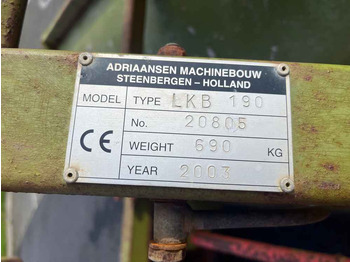 ADRIAANSEN MACHINEBOUW
STEENBERGEN - HOLLAND
MODEL TYPE LKB 190
No. 20805
CE WEIGHT 690 KG
YEAR 2003